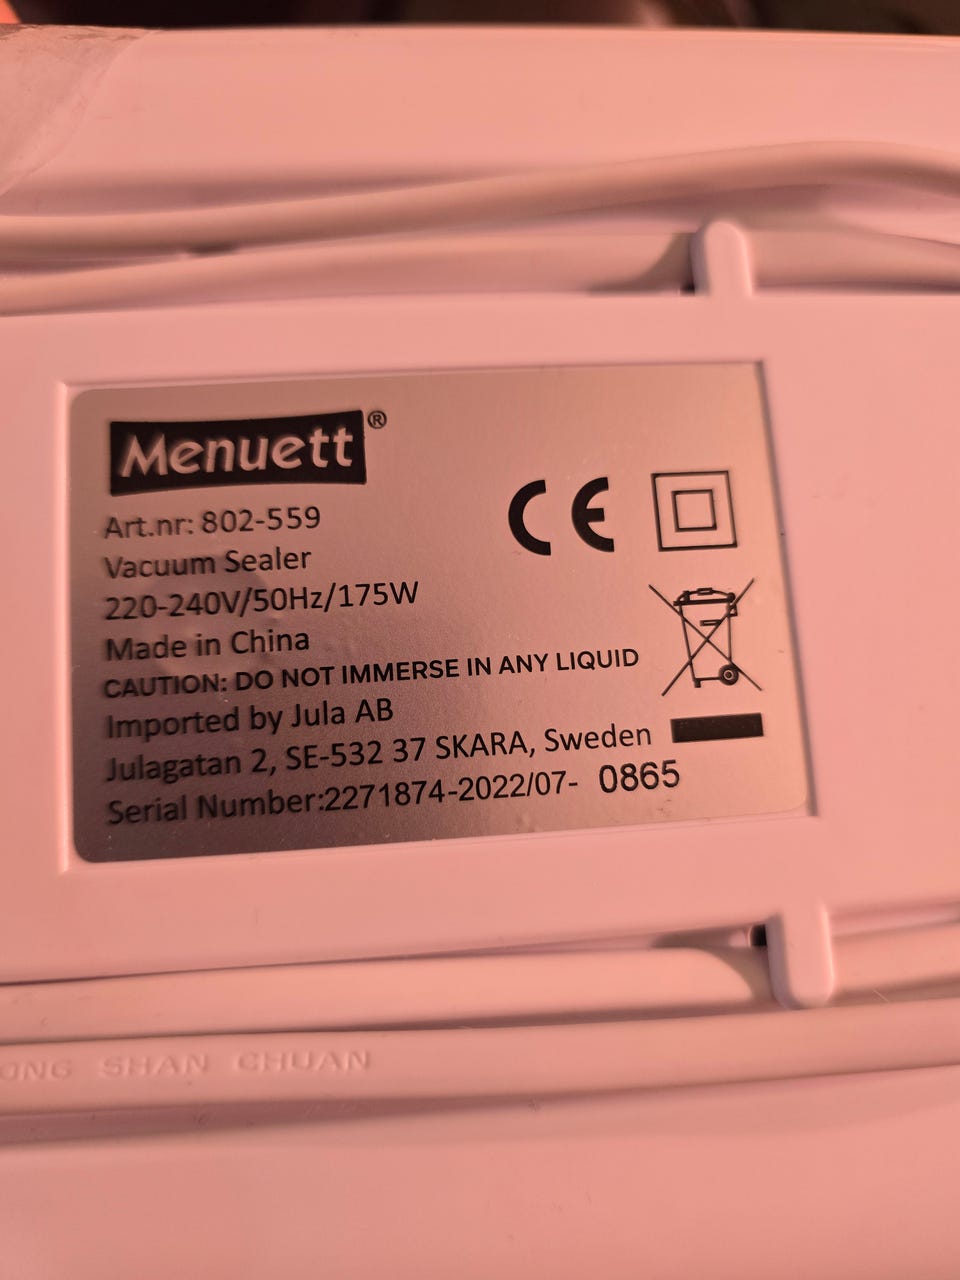 Menuett®
Art.nr: 802-559
Vacuum Sealer
220-240V/50Hz/175W
Made in China
CAUTION: DO NOT IMMERSE IN ANY LIQUID
Imported by Jula AB
Julagatan 2, SE-532 37 SKARA, Sweden
Serial Number:2271874-2022/07- 0865
CE
SHAN CHUAN